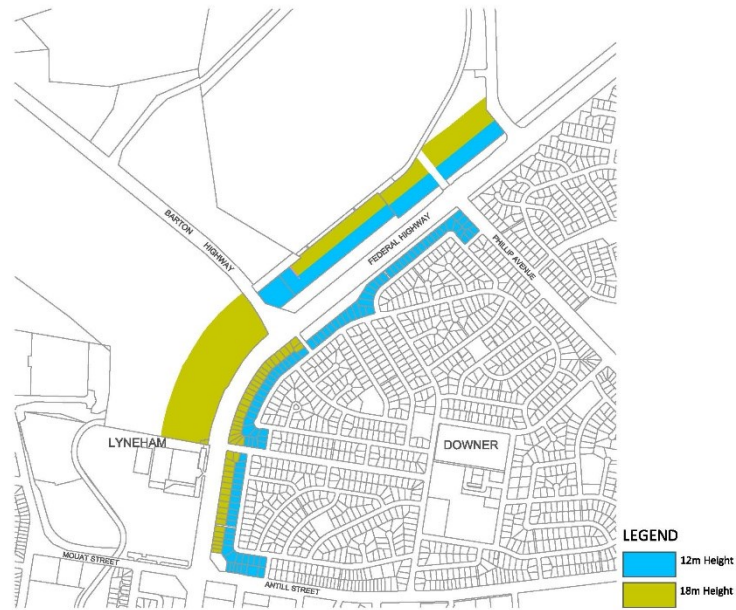 BARTON
HIGHWAY
FEDERAL HIGHWAY
PHILLIP AVENUE
LYNEHAM
DOWNER
MOUAT STREET
ANTILL STREET
LEGEND
12m Height
18m Height